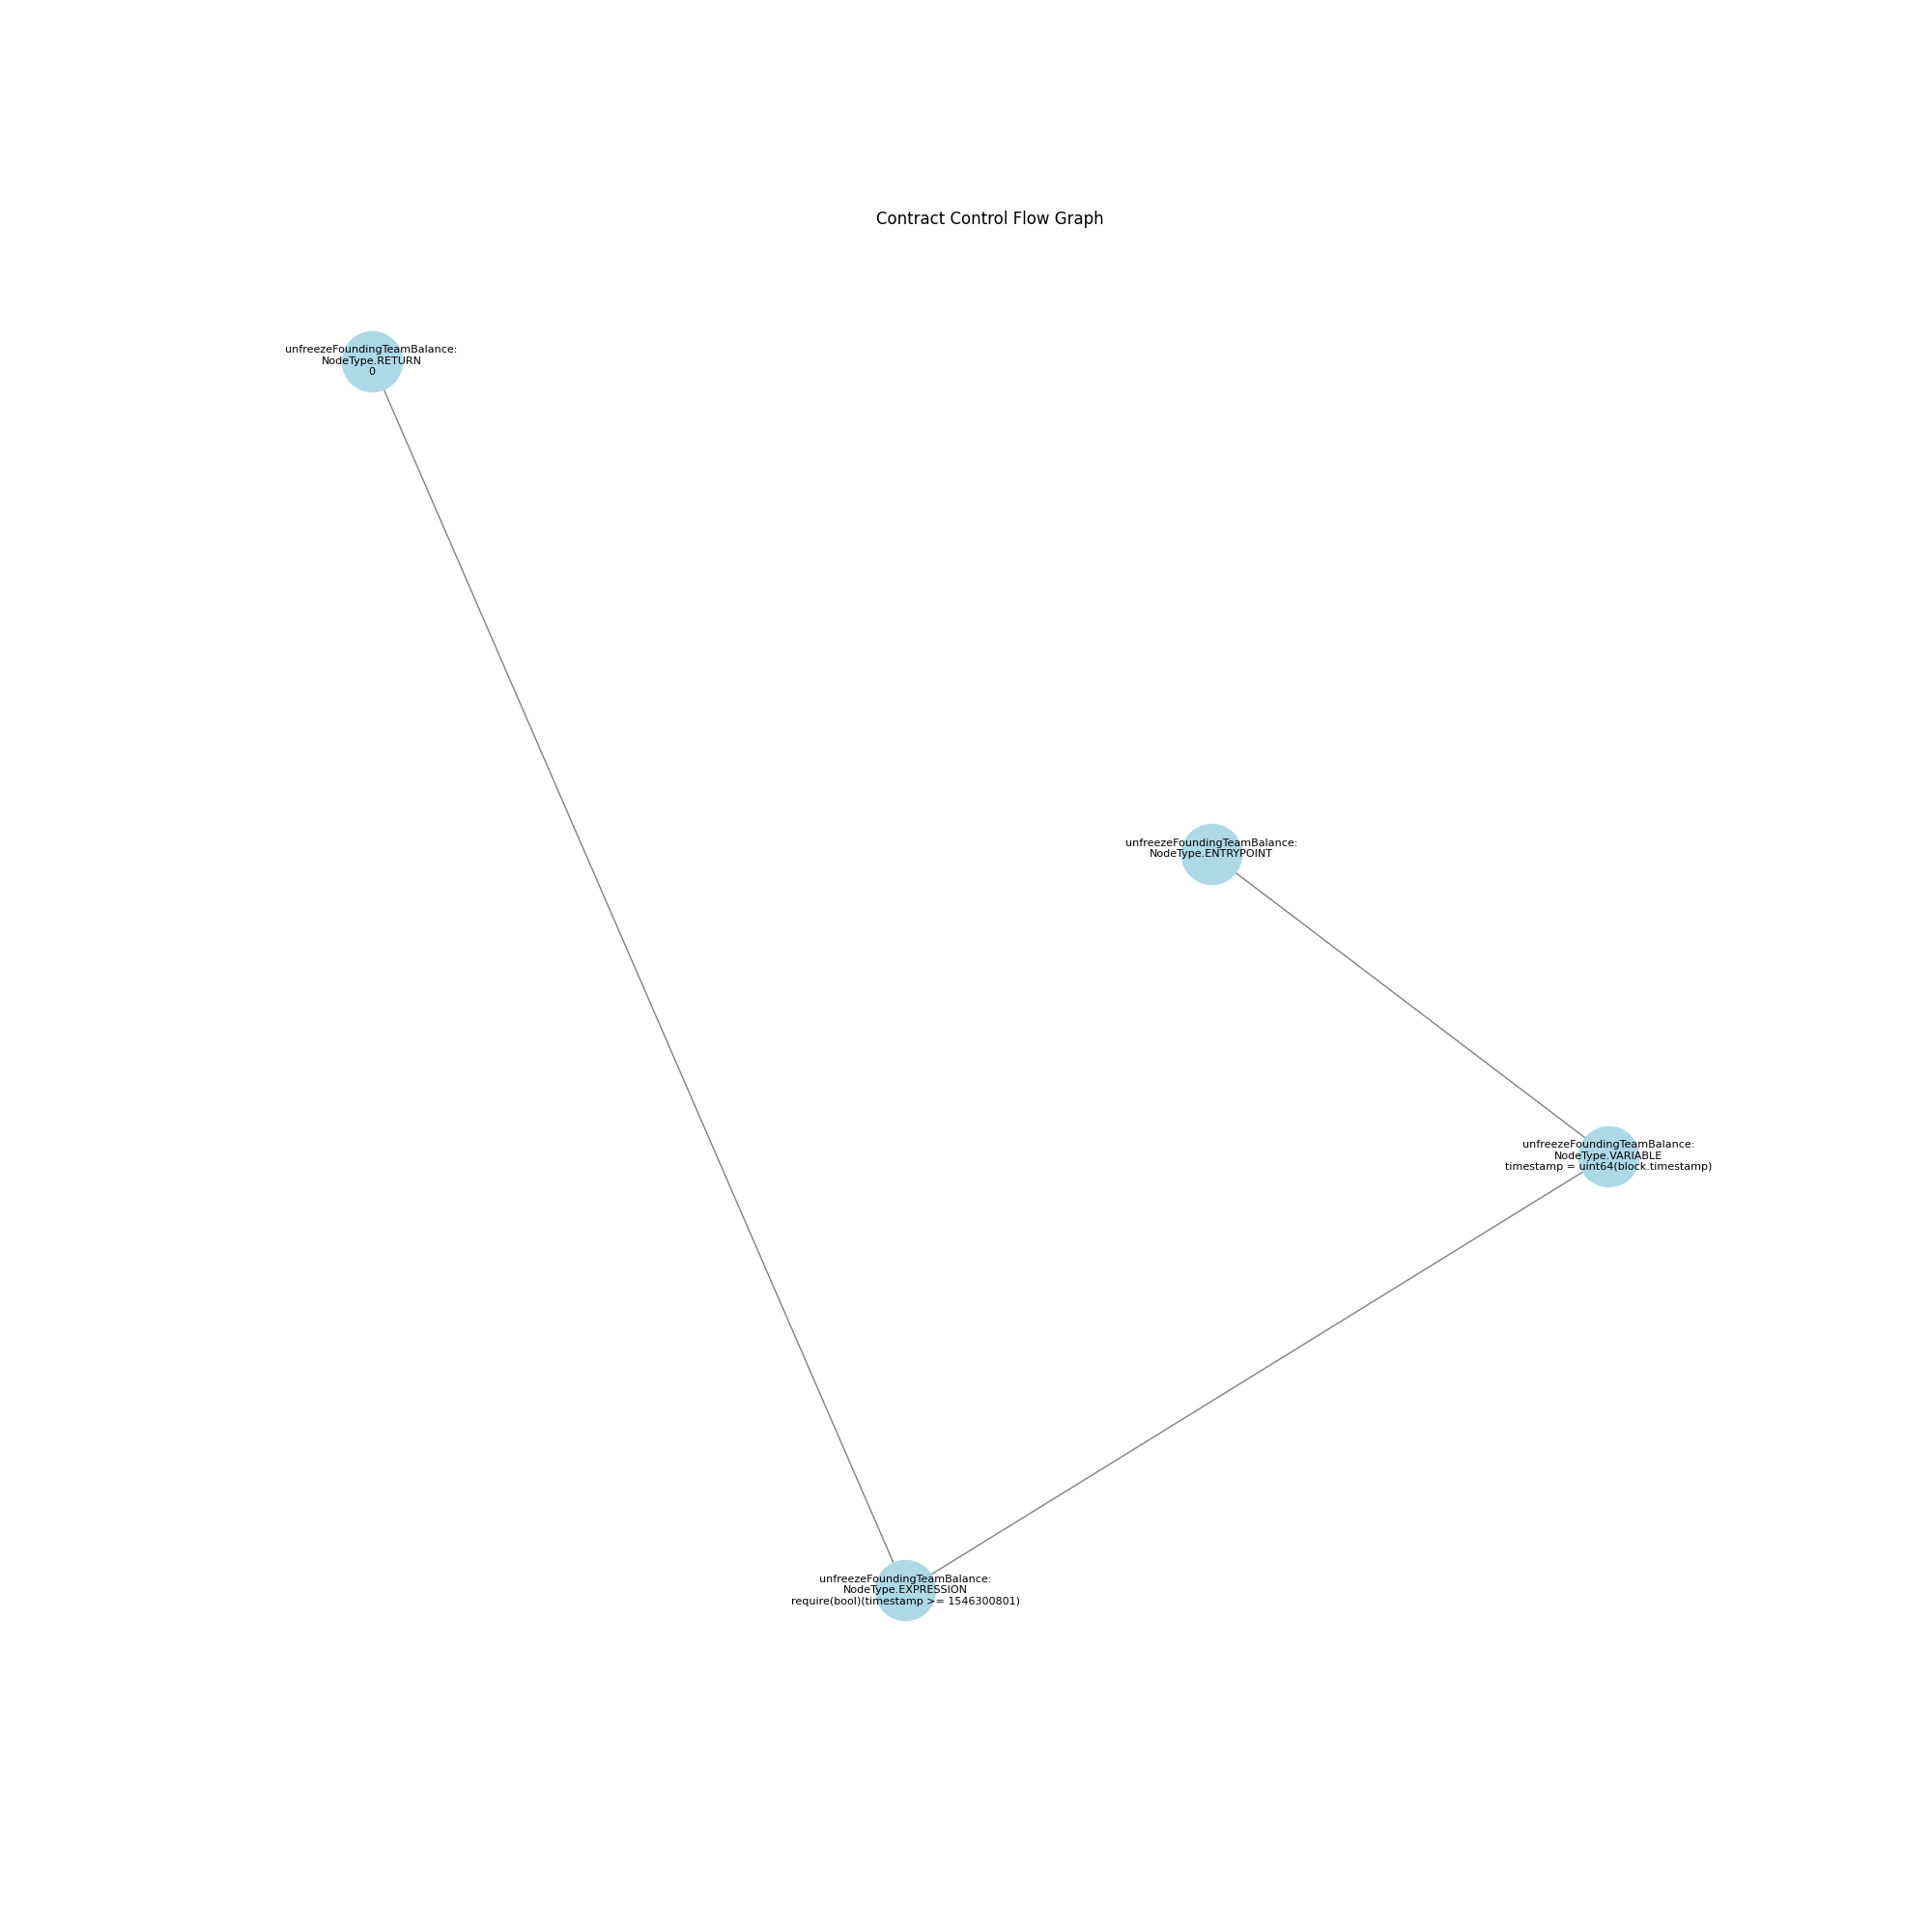 Contract Control Flow Graph
unfreezeFoundingTeamBalance:
NodeType.RETURN
0
unfreezeFoundingTeamBalance:
NodeType.ENTRYPOINT
unfreezeFoundingTeamBalance:
NodeType.VARIABLE
timestamp = uint64(block.timestamp)
unfreezeFoundingTeamBalance:
NodeType.EXPRESSION
require(bool)(timestamp >= 1546300801)